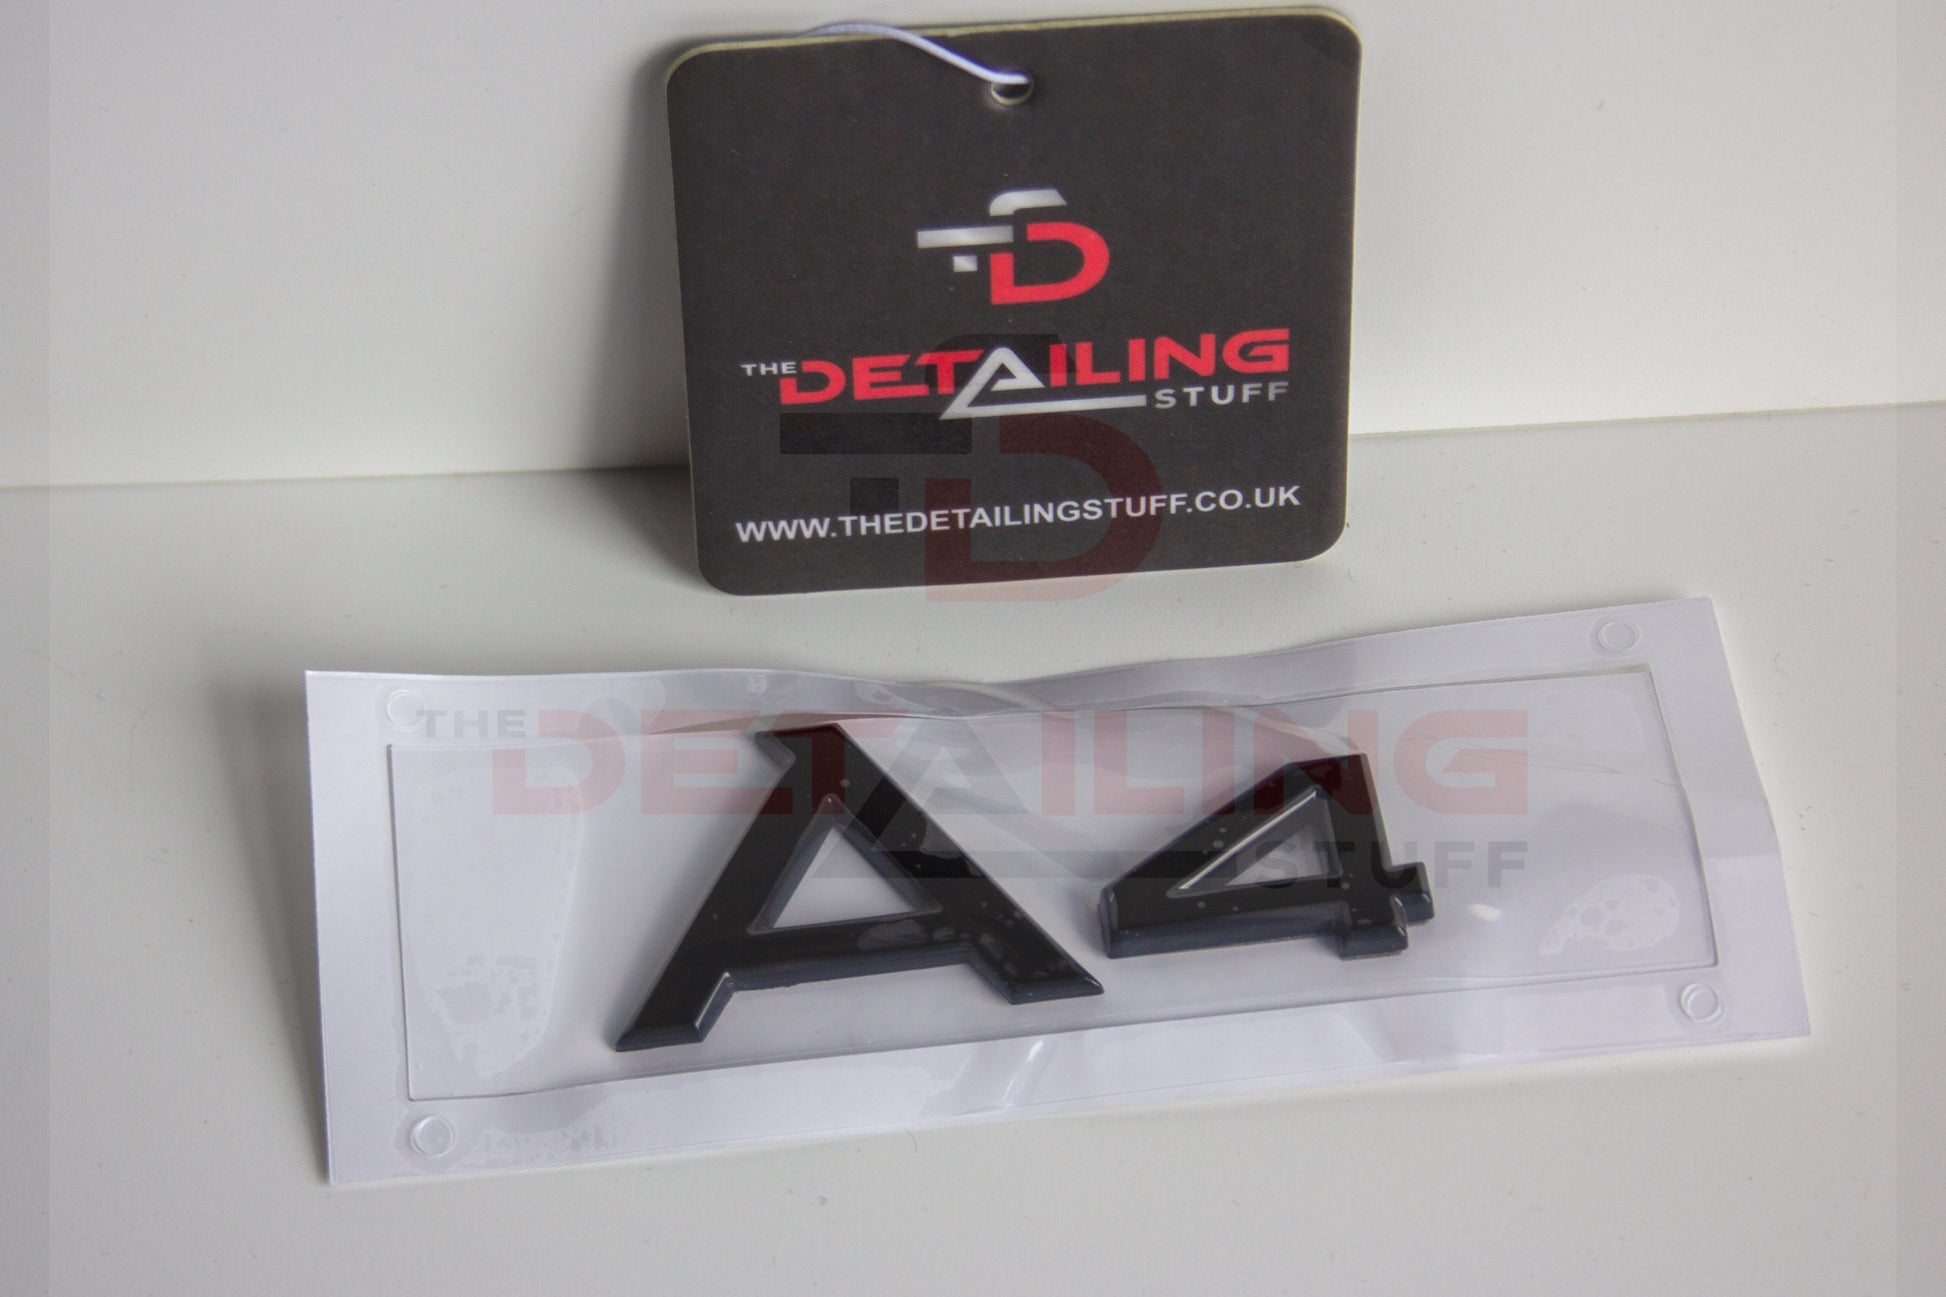 THE DETAILING
STUFF
WWW.THEDETAILINGSTUFF.CO.UK
THE DETAILING
STUFF
A4